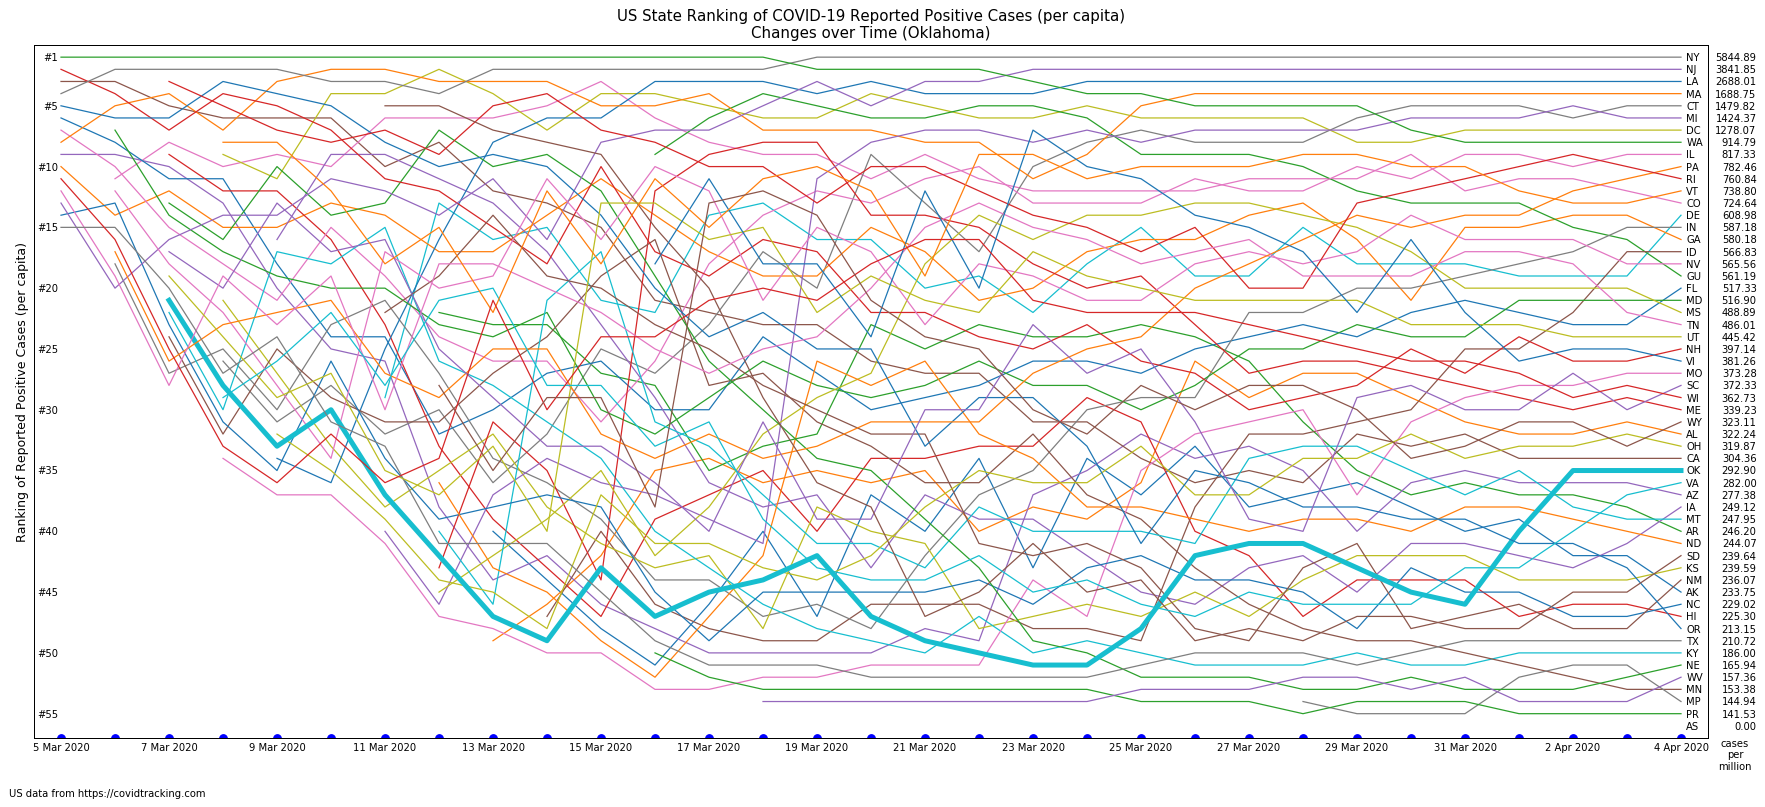 US State Ranking of COVID-19 Reported Positive Cases (per capita)
Changes over Time (Oklahoma)
Ranking of Reported Positive Cases (per capita)
#1
#5
#10
#15
#20
#25
#30
#35
#40
#45
#50
#55
NY 5844.89
NJ 3841.85
LA 2688.01
MA 1688.75
CT 1479.82
MI 1424.37
DC 1278.07
WA 914.79
IL 817.33
PA 782.46
RI 760.84
VT 738.80
CO 724.64
DE 608.98
IN 587.18
GA 580.18
ID 566.83
NV 565.56
GU 561.19
FL 517.33
MD 516.90
MS 488.89
TN 486.01
UT 445.42
NH 397.14
VI 381.26
MO 373.28
SC 372.33
WI 362.73
ME 339.23
WY 323.11
AL 322.24
OH 319.87
CA 304.36
OK 292.90
VA 282.00
AZ 277.38
IA 249.12
MT 247.95
AR 246.20
ND 244.07
SD 239.64
KS 239.59
NM 236.07
AK 233.75
NC 229.02
HI 225.30
OR 213.15
TX 210.72
KY 186.00
NE 165.94
WV 157.36
MN 153.38
MP 144.94
PR 141.53
AS 0.00
5 Mar 2020 7 Mar 2020 9 Mar 2020 11 Mar 2020 13 Mar 2020 15 Mar 2020 17 Mar 2020 19 Mar 2020 21 Mar 2020 23 Mar 2020 25 Mar 2020 27 Mar 2020 29 Mar 2020 31 Mar 2020 2 Apr 2020 4 Apr 2020
cases
per
million
US data from https://covidtracking.com